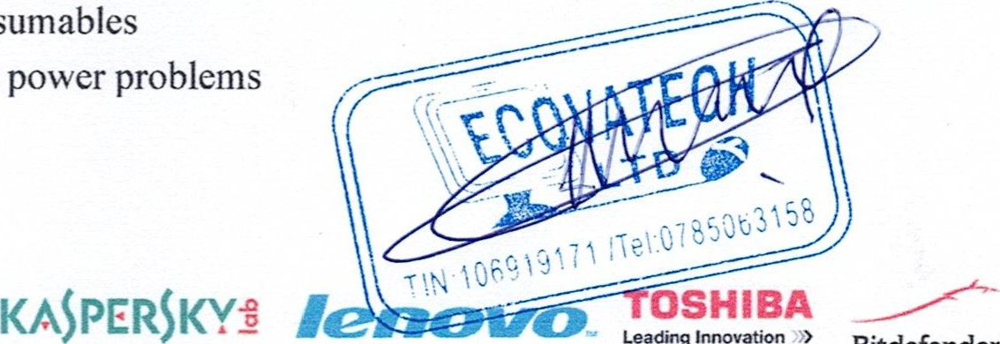 sumables
power problems
ECOVATECH
LTD
TIN:106919171 /Tel:0785063158
KASPERSKY lab
lenovo
TOSHIBA
Leading Innovation >>>
Bitdefender